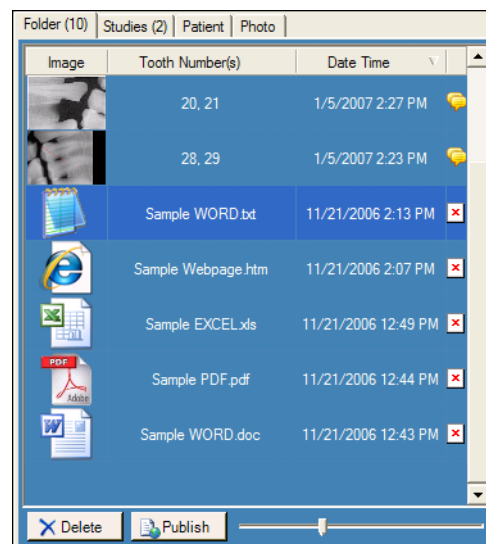 Folder (10) Studies (2) Patient Photo
Image Tooth Number(s) Date Time
20, 21 1/5/2007 2:27 PM
28, 29 1/5/2007 2:23 PM
Sample WORD.txt 11/21/2006 2:13 PM
Sample Webpage.htm 11/21/2006 2:07 PM
Sample EXCEL.xls 11/21/2006 12:49 PM
PDF
Adobe
Sample PDF.pdf 11/21/2006 12:44 PM
Sample WORD.doc 11/21/2006 12:43 PM
Delete Publish